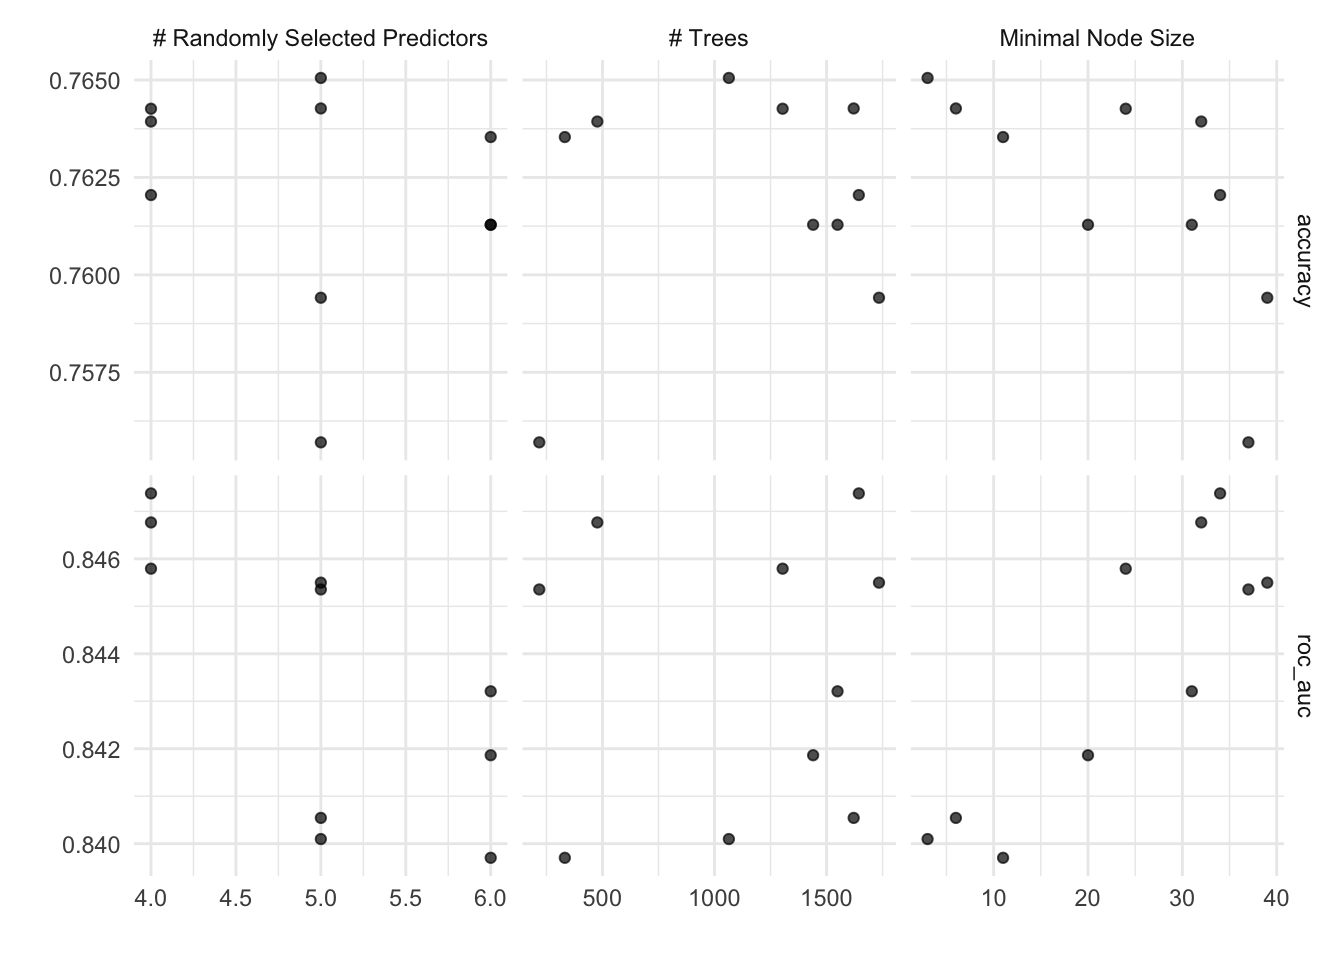 # Randomly Selected Predictors
# Trees
Minimal Node Size
0.7650
0.7625
0.7600
0.7575
accuracy
0.846
0.844
0.842
0.840
roc_auc
4.0 4.5 5.0 5.5 6.0
500 1000 1500
10 20 30 40